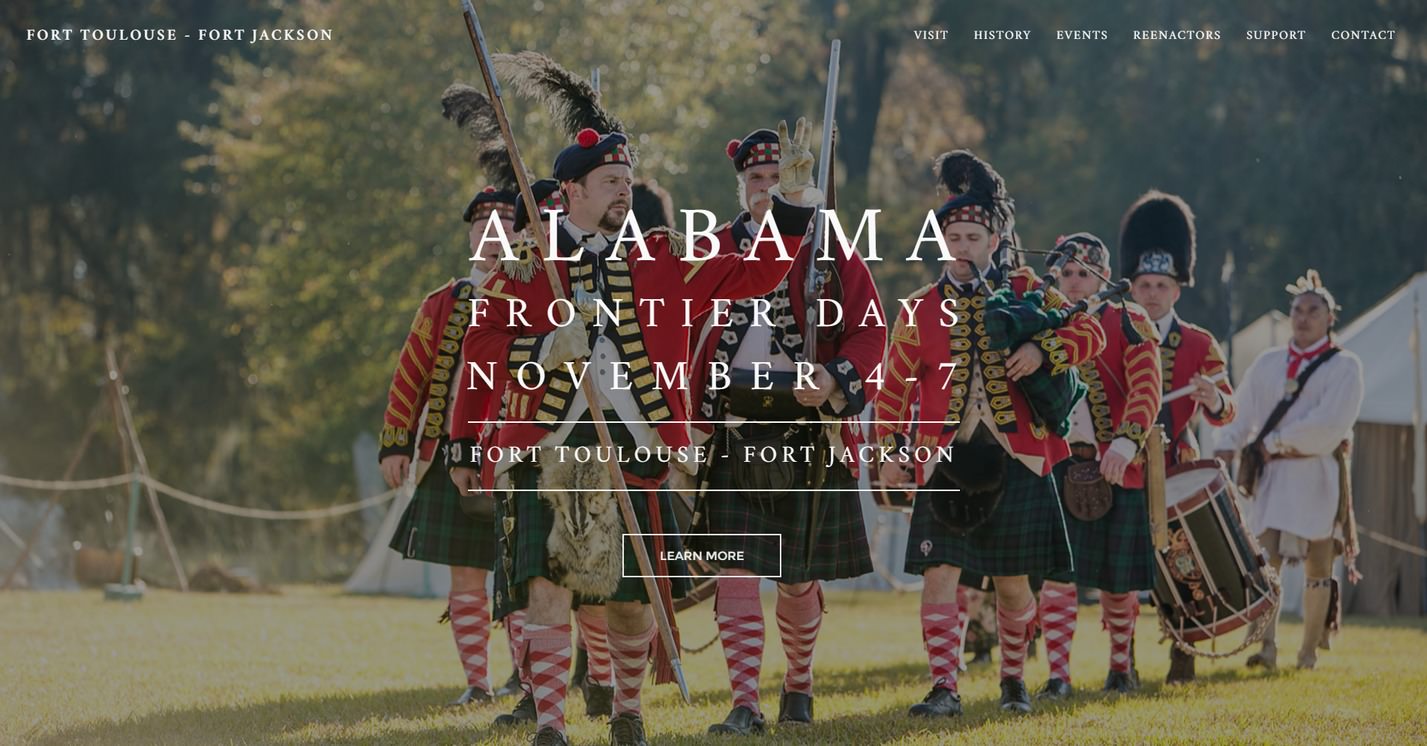 FORT TOULOUSE - FORT JACKSON
VISIT HISTORY EVENTS REENACTORS SUPPORT CONTACT
ALABAMA
FRONTIER DAYS
NOVEMBER 4-7
FORT TOULOUSE - FORT JACKSON
LEARN MORE